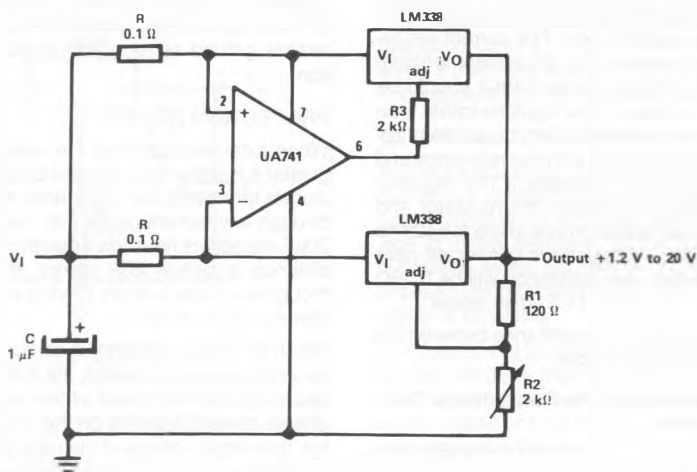 R
0.1 Ω
LM338
VI
VO
adj
R3
2 kΩ
2
+
7
UA741
6
3
−
4
LM338
VI
R
0.1 Ω
VI
VO
adj
Output +1.2 V to 20 V
R1
120 Ω
C
1 μF
+
R2
2 kΩ